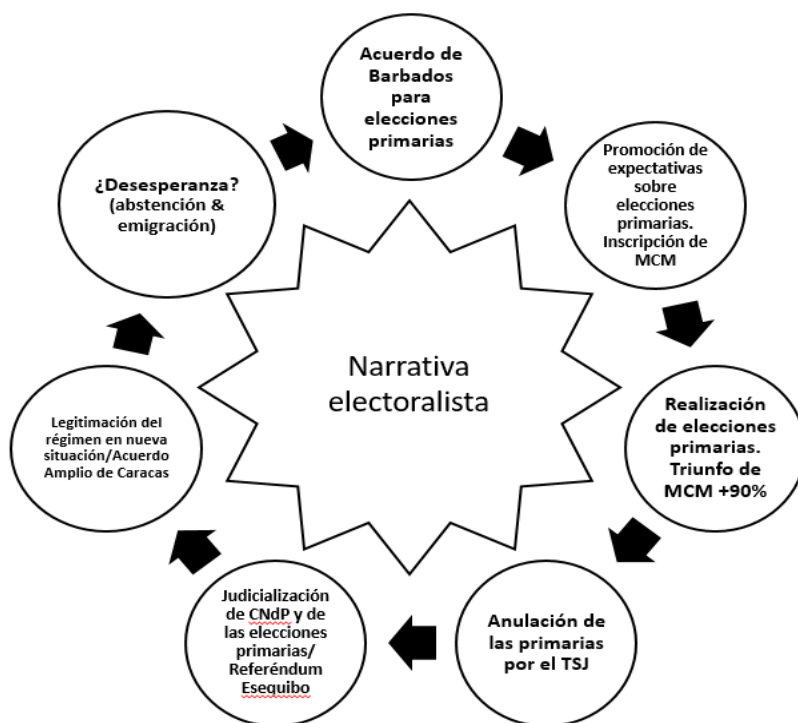 Acuerdo de
Barbados
para
elecciones
primarias
Promoción de
expectativas
sobre
elecciones
primarias.
Inscripción de
MCM
Realización
de elecciones
primarias.
Triunfo de
MCM +90%
Anulación de
las primarias
por el TSJ
Judicialización
de CNdP y de
las elecciones
primarias/
Referéndum
Esequibo
Legitimación del
régimen en nueva
situación/Acuerdo
Amplio de Caracas
¿Desesperanza?
(abstención &
emigración)
Narrativa
electoralista